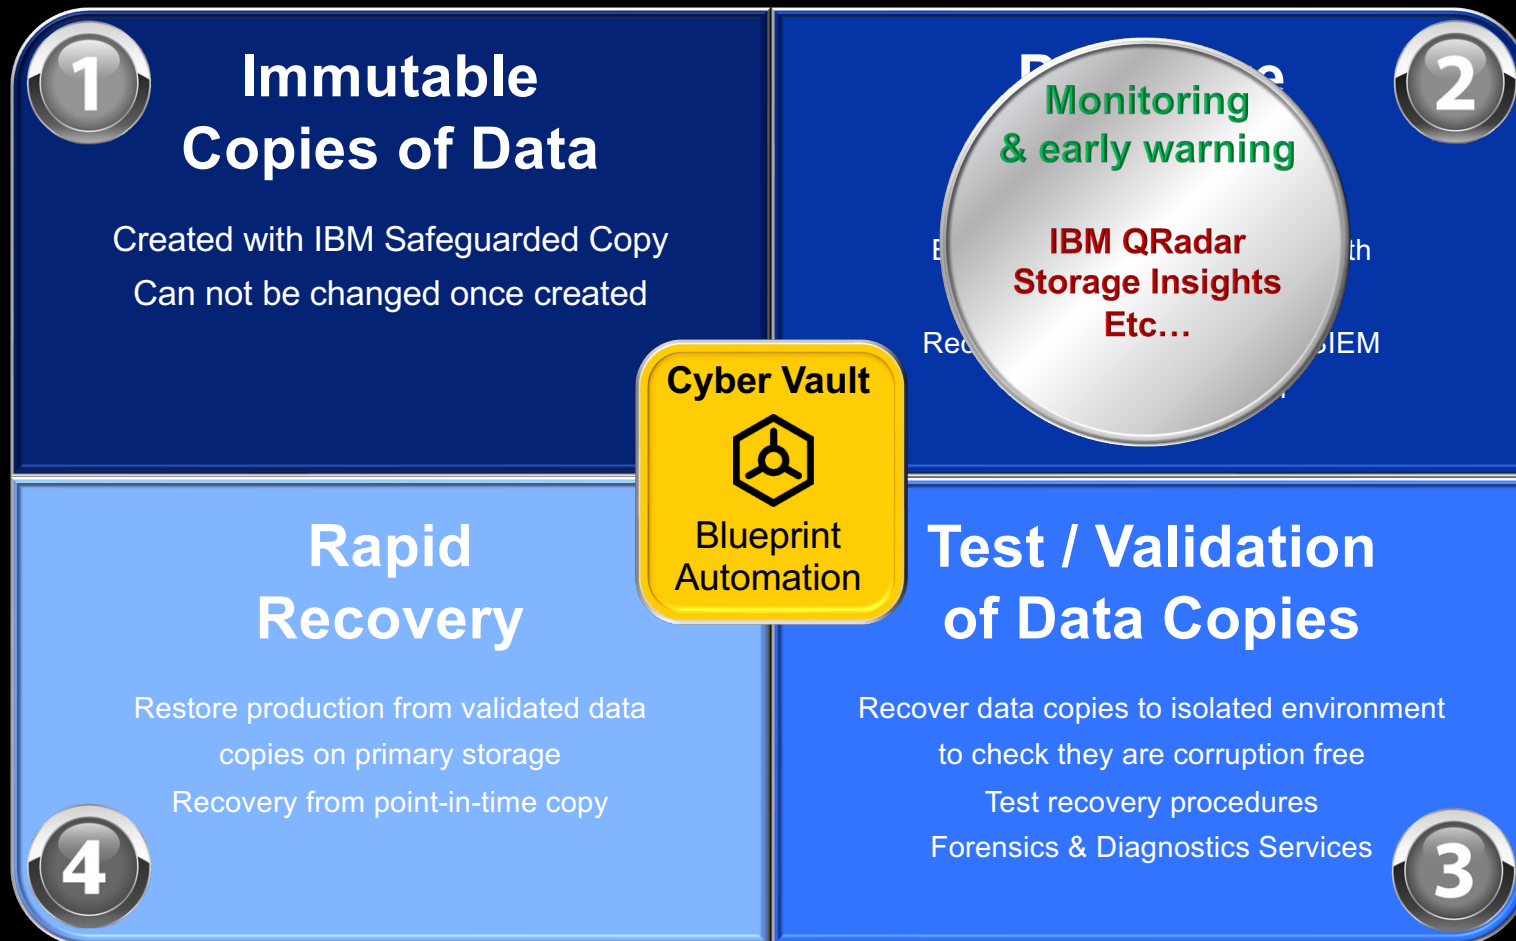 1
Immutable
Copies of Data
Created with IBM Safeguarded Copy
Can not be changed once created
2
Monitoring
& early warning
IBM QRadar
Storage Insights
Etc…
SIEM
Cyber Vault
Blueprint
Automation
Rapid
Recovery
Restore production from validated data
copies on primary storage
Recovery from point-in-time copy
4
Test / Validation
of Data Copies
Recover data copies to isolated environment
to check they are corruption free
Test recovery procedures
Forensics & Diagnostics Services
3